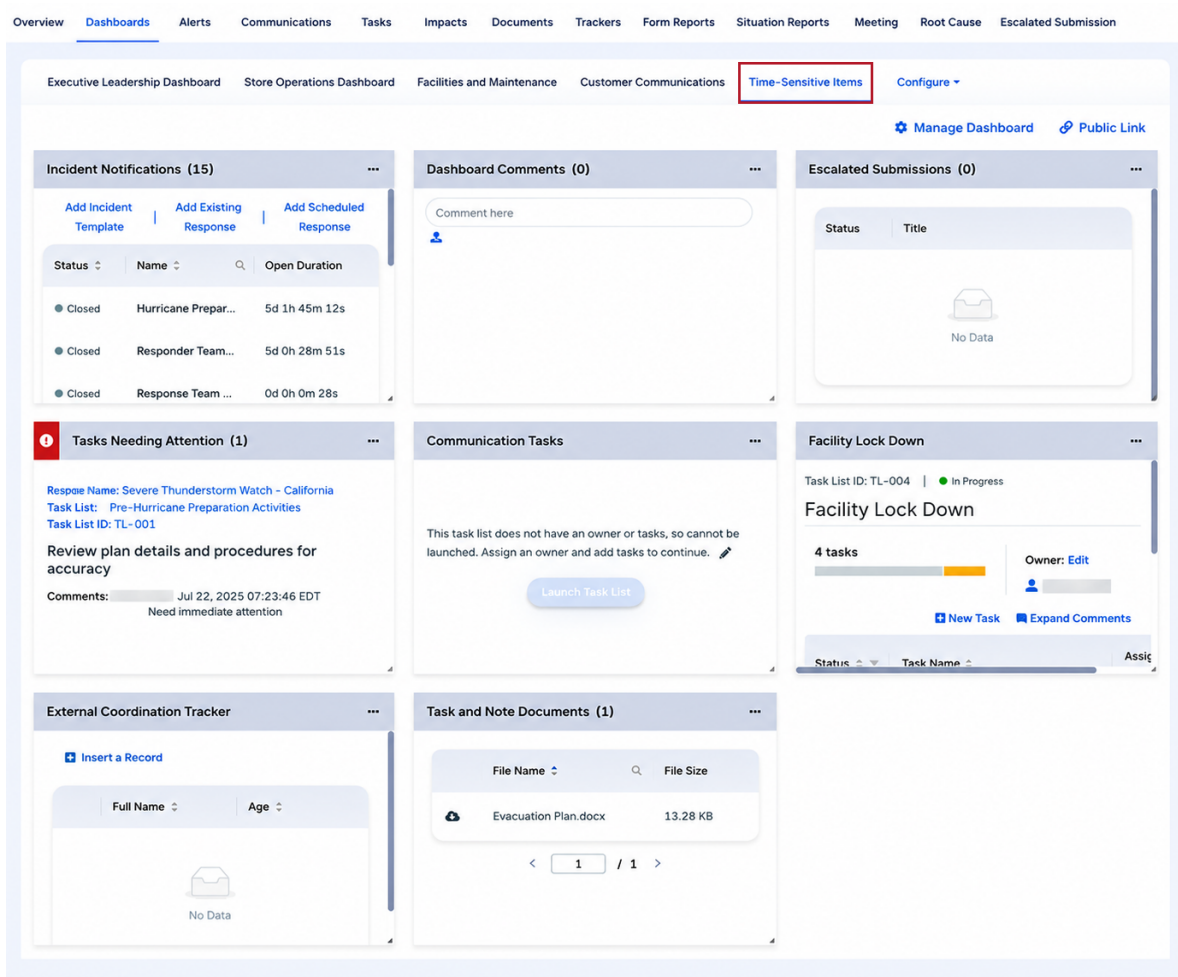 Overview Dashboards Alerts Communications Tasks Impacts Documents Trackers Form Reports Situation Reports Meeting Root Cause Escalated Submission
Executive Leadership Dashboard Store Operations Dashboard Facilities and Maintenance Customer Communications Time-Sensitive Items Configure
Manage Dashboard Public Link
Incident Notifications (15)
Add Incident Template | Add Existing Response | Add Scheduled Response
Status Name Open Duration
Closed Hurricane Prepar... 5d 1h 45m 12s
Closed Responder Team... 5d 0h 28m 51s
Closed Response Team ... 0d 0h 0m 28s
Dashboard Comments (0)
Comment here
Escalated Submissions (0)
Status Title
No Data
Tasks Needing Attention (1)
Name: Severe Thunderstorm Watch - California
Task List: Pre-Hurricane Preparation Activities
Task List ID: TL-001
Review plan details and procedures for
accuracy
Comments: Jul 22, 2025 07:23:46 EDT
Need immediate attention
Communication Tasks
This task list does not have an owner or tasks, so cannot be
launched. Assign an owner and add tasks to continue.
Launch Task List
Facility Lock Down
Task List ID: TL-004 | In Progress
Facility Lock Down
4 tasks
Owner: Edit
New Task Expand Comments
Status Task Name Assig
External Coordination Tracker
Insert a Record
Full Name Age
No Data
Task and Note Documents (1)
File Name File Size
Evacuation Plan.docx 13.28 KB
< 1 / 1 >